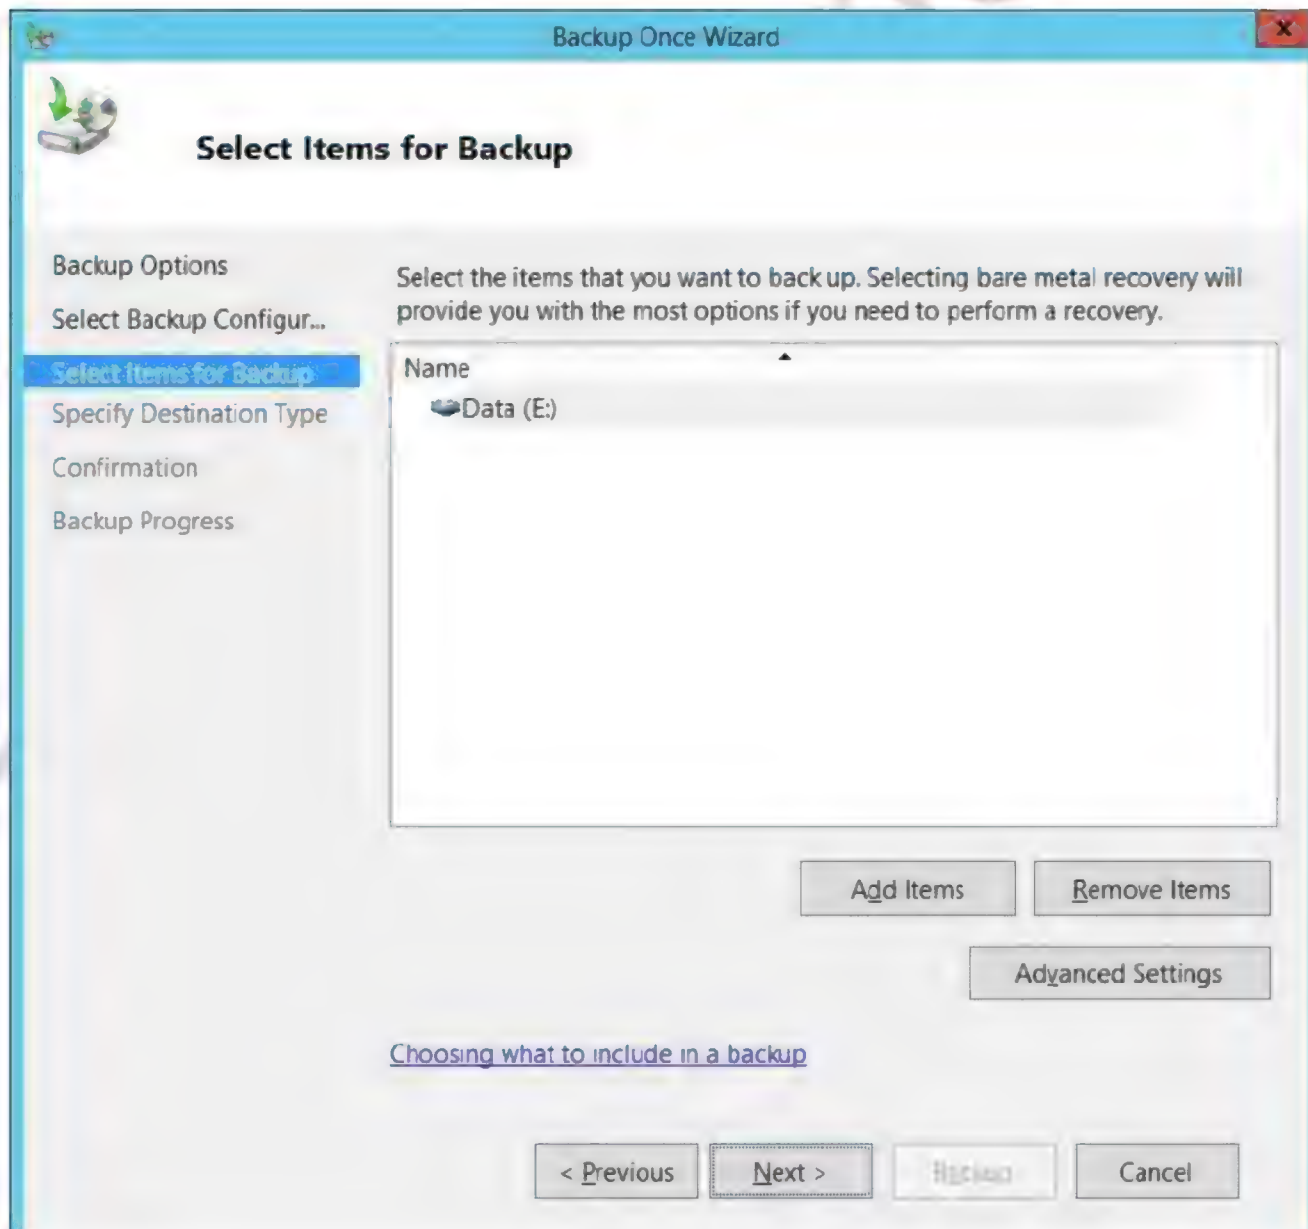 Backup Once Wizard
Select Items for Backup
Backup Options
Select Backup Configur...
Select Items for Backup
Specify Destination Type
Confirmation
Backup Progress
Select the items that you want to back up. Selecting bare metal recovery will
provide you with the most options if you need to perform a recovery.
Name
Data (E:)
Add Items
Remove Items
Advanced Settings
Choosing what to include in a backup
< Previous
Next >
Backup
Cancel